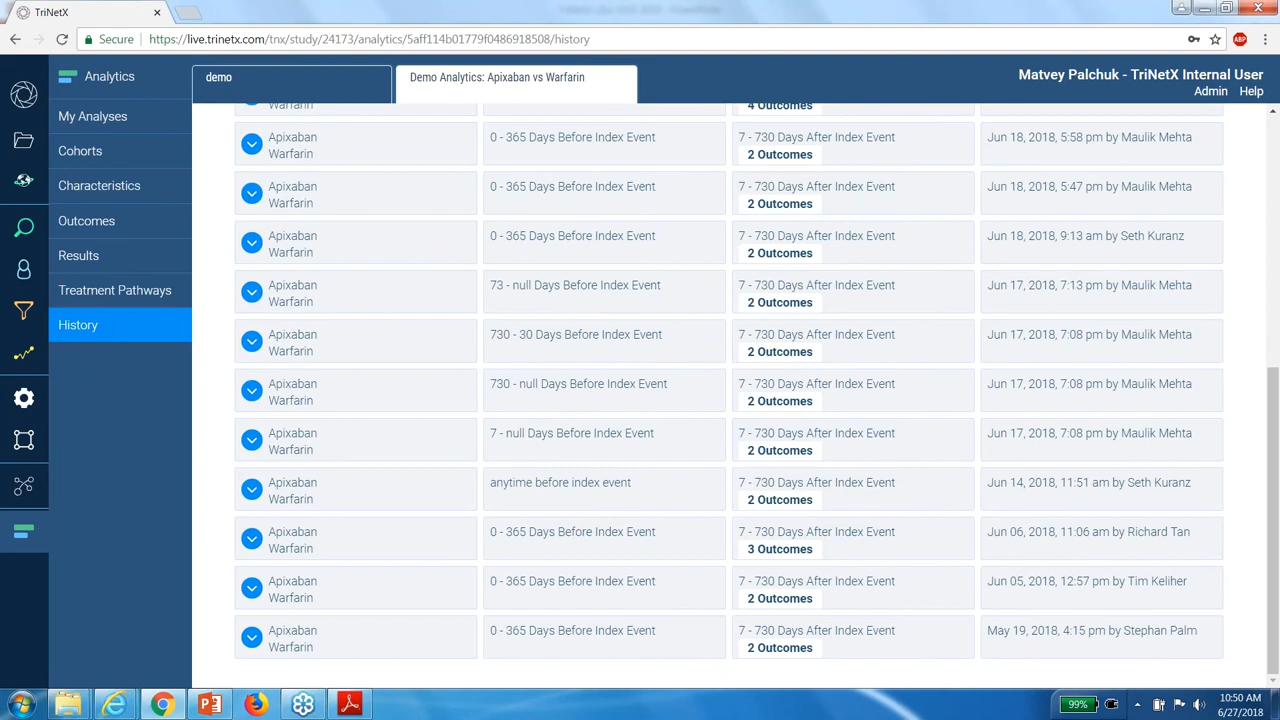 TriNetX
Secure
https://live.trinetx.com/tnx/study/24173/analytics/5aff114b01779f0486918508/history
ABP
Analytics
demo
Demo Analytics: Apixaban vs Warfarin
Matvey Palchuk - TriNetX Internal User
Admin Help
My Analyses
Cohorts
Characteristics
Outcomes
Results
Treatment Pathways
History
Warfarin
4 Outcomes
Apixaban
Warfarin
0 - 365 Days Before Index Event
7 - 730 Days After Index Event
2 Outcomes
Jun 18, 2018, 5:58 pm by Maulik Mehta
Apixaban
Warfarin
0 - 365 Days Before Index Event
7 - 730 Days After Index Event
2 Outcomes
Jun 18, 2018, 5:47 pm by Maulik Mehta
Apixaban
Warfarin
0 - 365 Days Before Index Event
7 - 730 Days After Index Event
2 Outcomes
Jun 18, 2018, 9:13 am by Seth Kuranz
Apixaban
Warfarin
73 - null Days Before Index Event
7 - 730 Days After Index Event
2 Outcomes
Jun 17, 2018, 7:13 pm by Maulik Mehta
Apixaban
Warfarin
730 - 30 Days Before Index Event
7 - 730 Days After Index Event
2 Outcomes
Jun 17, 2018, 7:08 pm by Maulik Mehta
Apixaban
Warfarin
730 - null Days Before Index Event
7 - 730 Days After Index Event
2 Outcomes
Jun 17, 2018, 7:08 pm by Maulik Mehta
Apixaban
Warfarin
7 - null Days Before Index Event
7 - 730 Days After Index Event
2 Outcomes
Jun 17, 2018, 7:08 pm by Maulik Mehta
Apixaban
Warfarin
anytime before index event
7 - 730 Days After Index Event
2 Outcomes
Jun 14, 2018, 11:51 am by Seth Kuranz
Apixaban
Warfarin
0 - 365 Days Before Index Event
7 - 730 Days After Index Event
3 Outcomes
Jun 06, 2018, 11:06 am by Richard Tan
Apixaban
Warfarin
0 - 365 Days Before Index Event
7 - 730 Days After Index Event
2 Outcomes
Jun 05, 2018, 12:57 pm by Tim Keliher
Apixaban
Warfarin
0 - 365 Days Before Index Event
7 - 730 Days After Index Event
2 Outcomes
May 19, 2018, 4:15 pm by Stephan Palm
99%
10:50 AM
6/27/2018